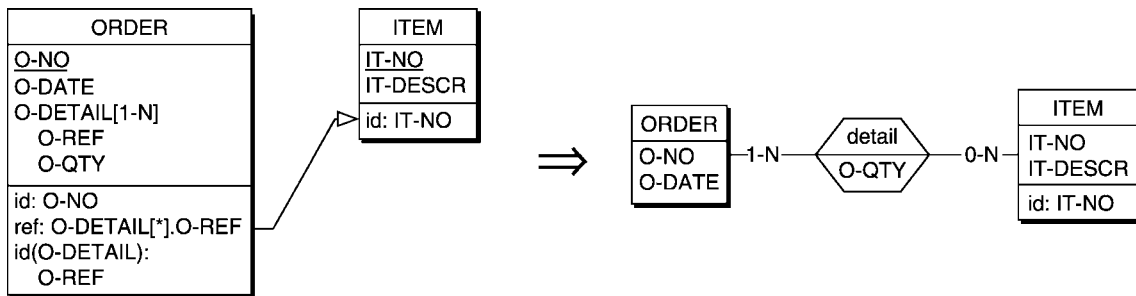 ORDER
O-NO
O-DATE
O-DETAIL[1-N]
O-REF
O-QTY
id: O-NO
ref: O-DETAIL[*].O-REF
id(O-DETAIL):
O-REF
ITEM
IT-NO
IT-DESCR
id: IT-NO
⇒
ORDER
O-NO
O-DATE
1-N
detail
O-QTY
0-N
ITEM
IT-NO
IT-DESCR
id: IT-NO